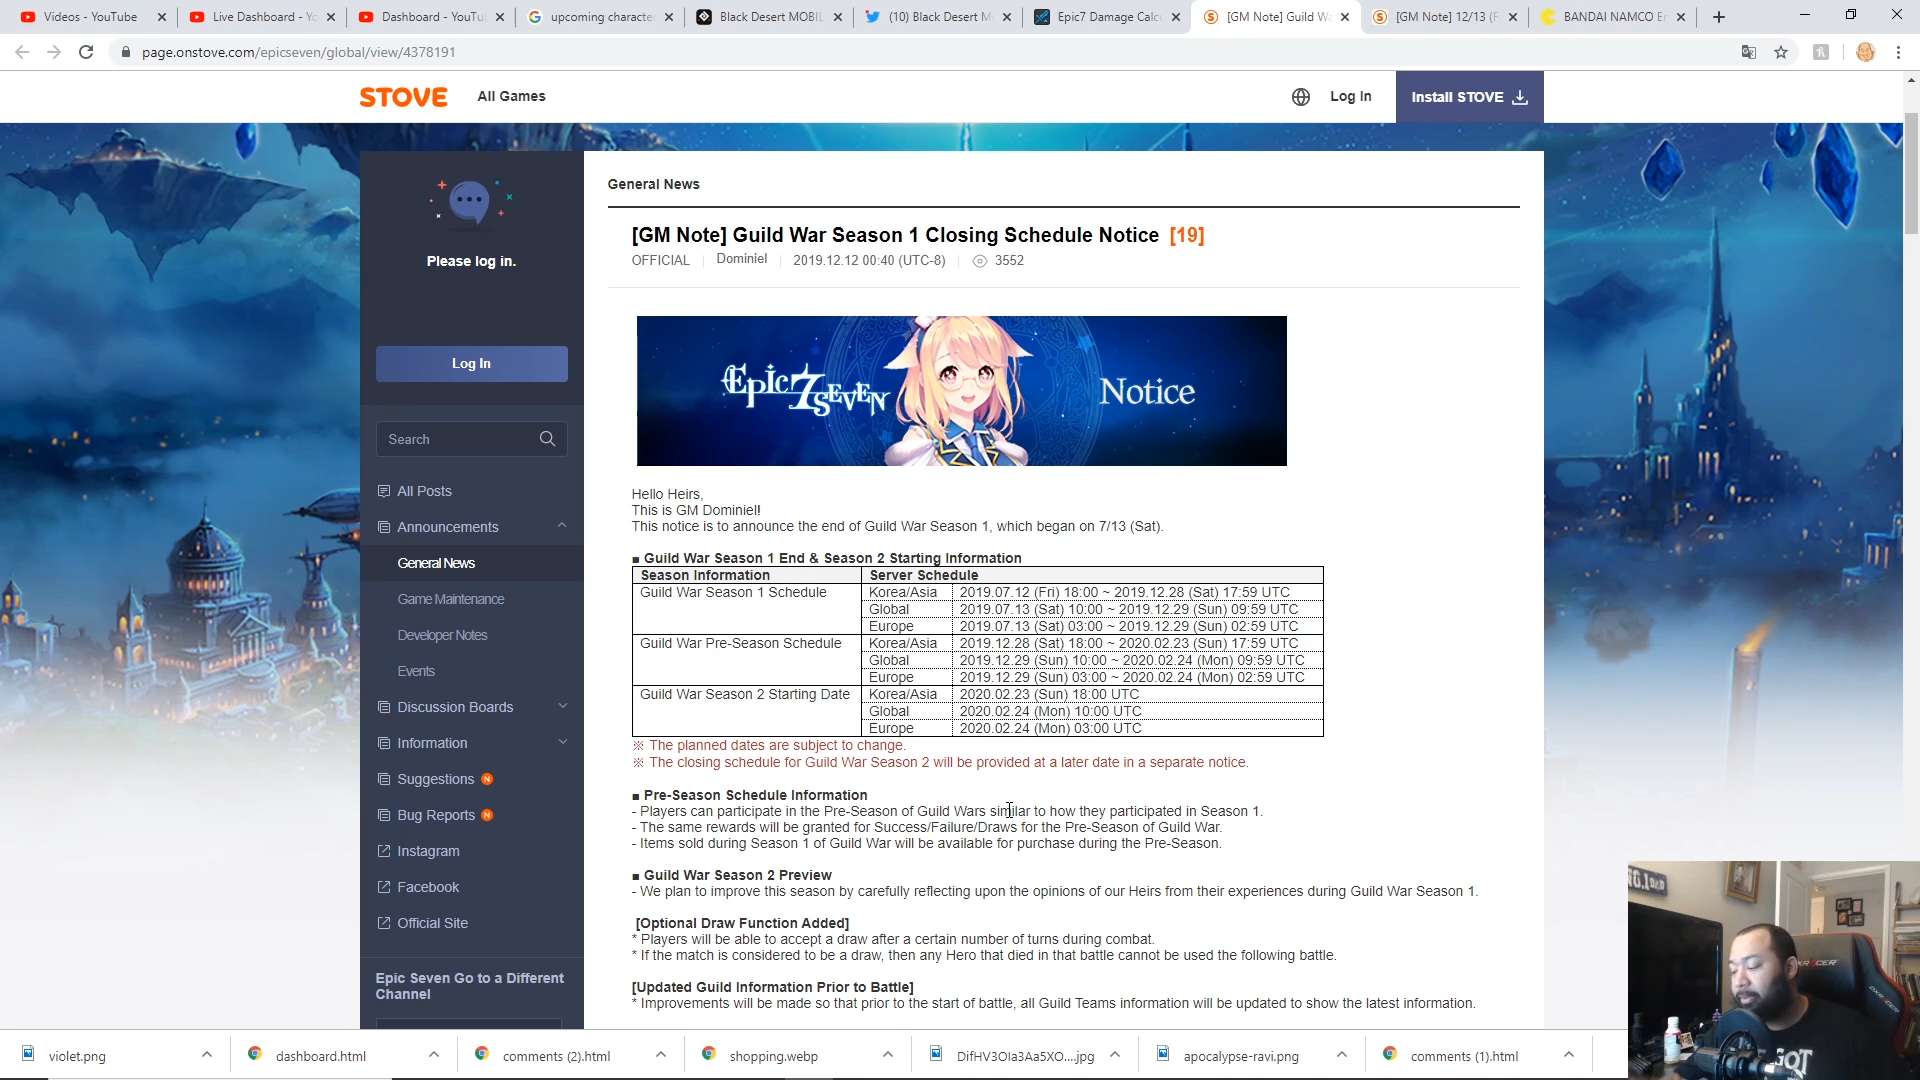 Videos - YouTube
Live Dashboard - Yo
Dashboard - YouTu
upcoming characte
Black Desert MOBIL
(10) Black Desert M
Epic7 Damage Calc
[GM Note] Guild Wa
[GM Note] 12/13 (F
BANDAI NAMCO En
page.onstove.com/epicseven/global/view/4378191
STOVE
All Games
Log In
Install STOVE
Please log in.
Log In
Search
All Posts
Announcements
General News
Game Maintenance
Developer Notes
Events
Discussion Boards
Information
Suggestions N
Bug Reports N
Instagram
Facebook
Official Site
Epic Seven Go to a Different
Channel
General News
[GM Note] Guild War Season 1 Closing Schedule Notice [19]
OFFICIAL Dominiel 2019.12.12 00:40 (UTC-8) 3552
Epic 7 Seven
Notice
Hello Heirs,
This is GM Dominiel!
This notice is to announce the end of Guild War Season 1, which began on 7/13 (Sat).
■ Guild War Season 1 End & Season 2 Starting Information
Season Information Server Schedule
Guild War Season 1 Schedule Korea/Asia 2019.07.12 (Fri) 18:00 ~ 2019.12.28 (Sat) 17:59 UTC
Global 2019.07.13 (Sat) 10:00 ~ 2019.12.29 (Sun) 09:59 UTC
Europe 2019.07.13 (Sat) 03:00 ~ 2019.12.29 (Sun) 02:59 UTC
Guild War Pre-Season Schedule Korea/Asia 2019.12.28 (Sat) 18:00 ~ 2020.02.23 (Sun) 17:59 UTC
Global 2019.12.29 (Sun) 10:00 ~ 2020.02.24 (Mon) 09:59 UTC
Europe 2019.12.29 (Sun) 03:00 ~ 2020.02.24 (Mon) 02:59 UTC
Guild War Season 2 Starting Date Korea/Asia 2020.02.23 (Sun) 18:00 UTC
Global 2020.02.24 (Mon) 10:00 UTC
Europe 2020.02.24 (Mon) 03:00 UTC
※ The planned dates are subject to change.
※ The closing schedule for Guild War Season 2 will be provided at a later date in a separate notice.
■ Pre-Season Schedule Information
- Players can participate in the Pre-Season of Guild Wars similar to how they participated in Season 1.
- The same rewards will be granted for Success/Failure/Draws for the Pre-Season of Guild War.
- Items sold during Season 1 of Guild War will be available for purchase during the Pre-Season.
■ Guild War Season 2 Preview
- We plan to improve this season by carefully reflecting upon the opinions of our Heirs from their experiences during Guild War Season 1.
[Optional Draw Function Added]
* Players will be able to accept a draw after a certain number of turns during combat.
* If the match is considered to be a draw, then any Hero that died in that battle cannot be used the following battle.
[Updated Guild Information Prior to Battle]
* Improvements will be made so that prior to the start of battle, all Guild Teams information will be updated to show the latest information.
NO.1 DAD
DXRACER
GOT
violet.png
dashboard.html
comments (2).html
shopping.webp
DifHV3OIa3Aa5XO....jpg
apocalypse-ravi.png
comments (1).html